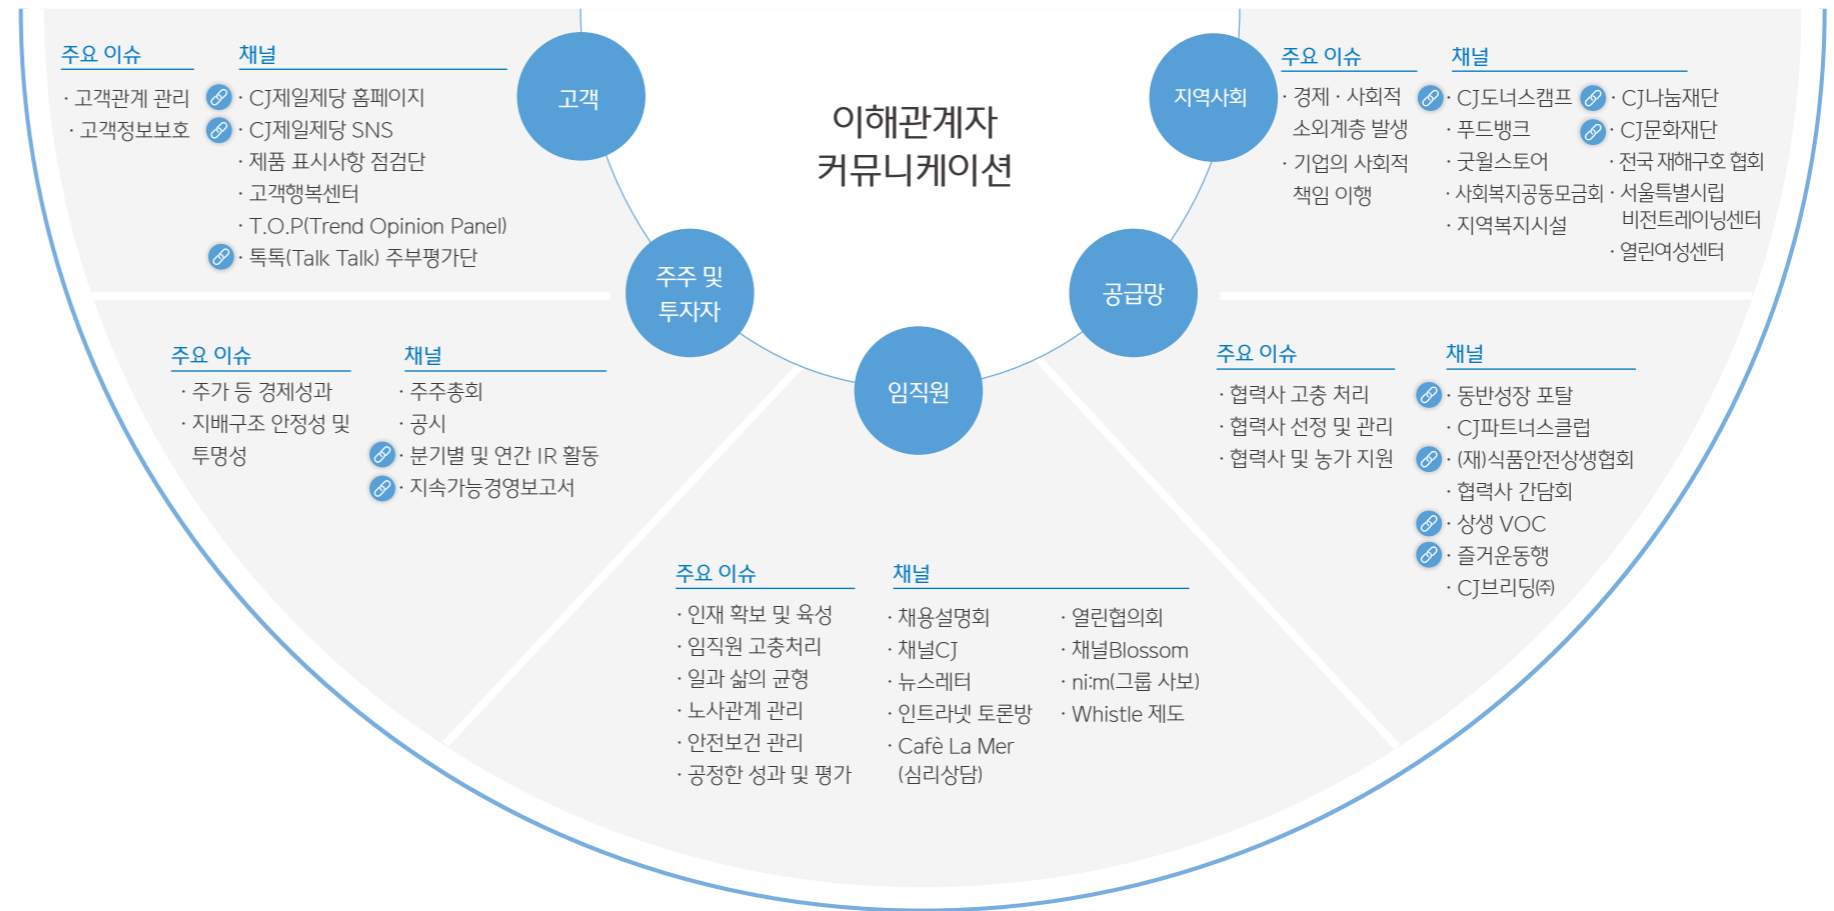 이해관계자
커뮤니케이션
고객
주요 이슈
· 고객관계 관리
· 고객정보보호
채널
· CJ제일제당 홈페이지
· CJ제일제당 SNS
· 제품 표시사항 점검단
· 고객행복센터
· T.O.P(Trend Opinion Panel)
· 톡톡(Talk Talk) 주부평가단
주주 및
투자자
주요 이슈
· 주가 등 경제성과
· 지배구조 안정성 및
투명성
채널
· 주주총회
· 공시
· 분기별 및 연간 IR 활동
· 지속가능경영보고서
임직원
주요 이슈
· 인재 확보 및 육성
· 임직원 고충처리
· 일과 삶의 균형
· 노사관계 관리
· 안전보건 관리
· 공정한 성과 및 평가
채널
· 채용설명회
· 채널CJ
· 뉴스레터
· 인트라넷 토론방
· Cafè La Mer
(심리상담)
· 열린협의회
· 채널Blossom
· ni:m(그룹 사보)
· Whistle 제도
공급망
주요 이슈
· 협력사 고충 처리
· 협력사 선정 및 관리
· 협력사 및 농가 지원
채널
· 동반성장 포탈
· CJ파트너스클럽
· (재)식품안전상생협회
· 협력사 간담회
· 상생 VOC
· 즐거운동행
· CJ브리딩㈜
지역사회
주요 이슈
· 경제 · 사회적
소외계층 발생
· 기업의 사회적
책임 이행
채널
· CJ도너스캠프
· 푸드뱅크
· 굿윌스토어
· 사회복지공동모금회
· 지역복지시설
· CJ나눔재단
· CJ문화재단
· 전국 재해구호 협회
· 서울특별시립
비전트레이닝센터
· 열린여성센터